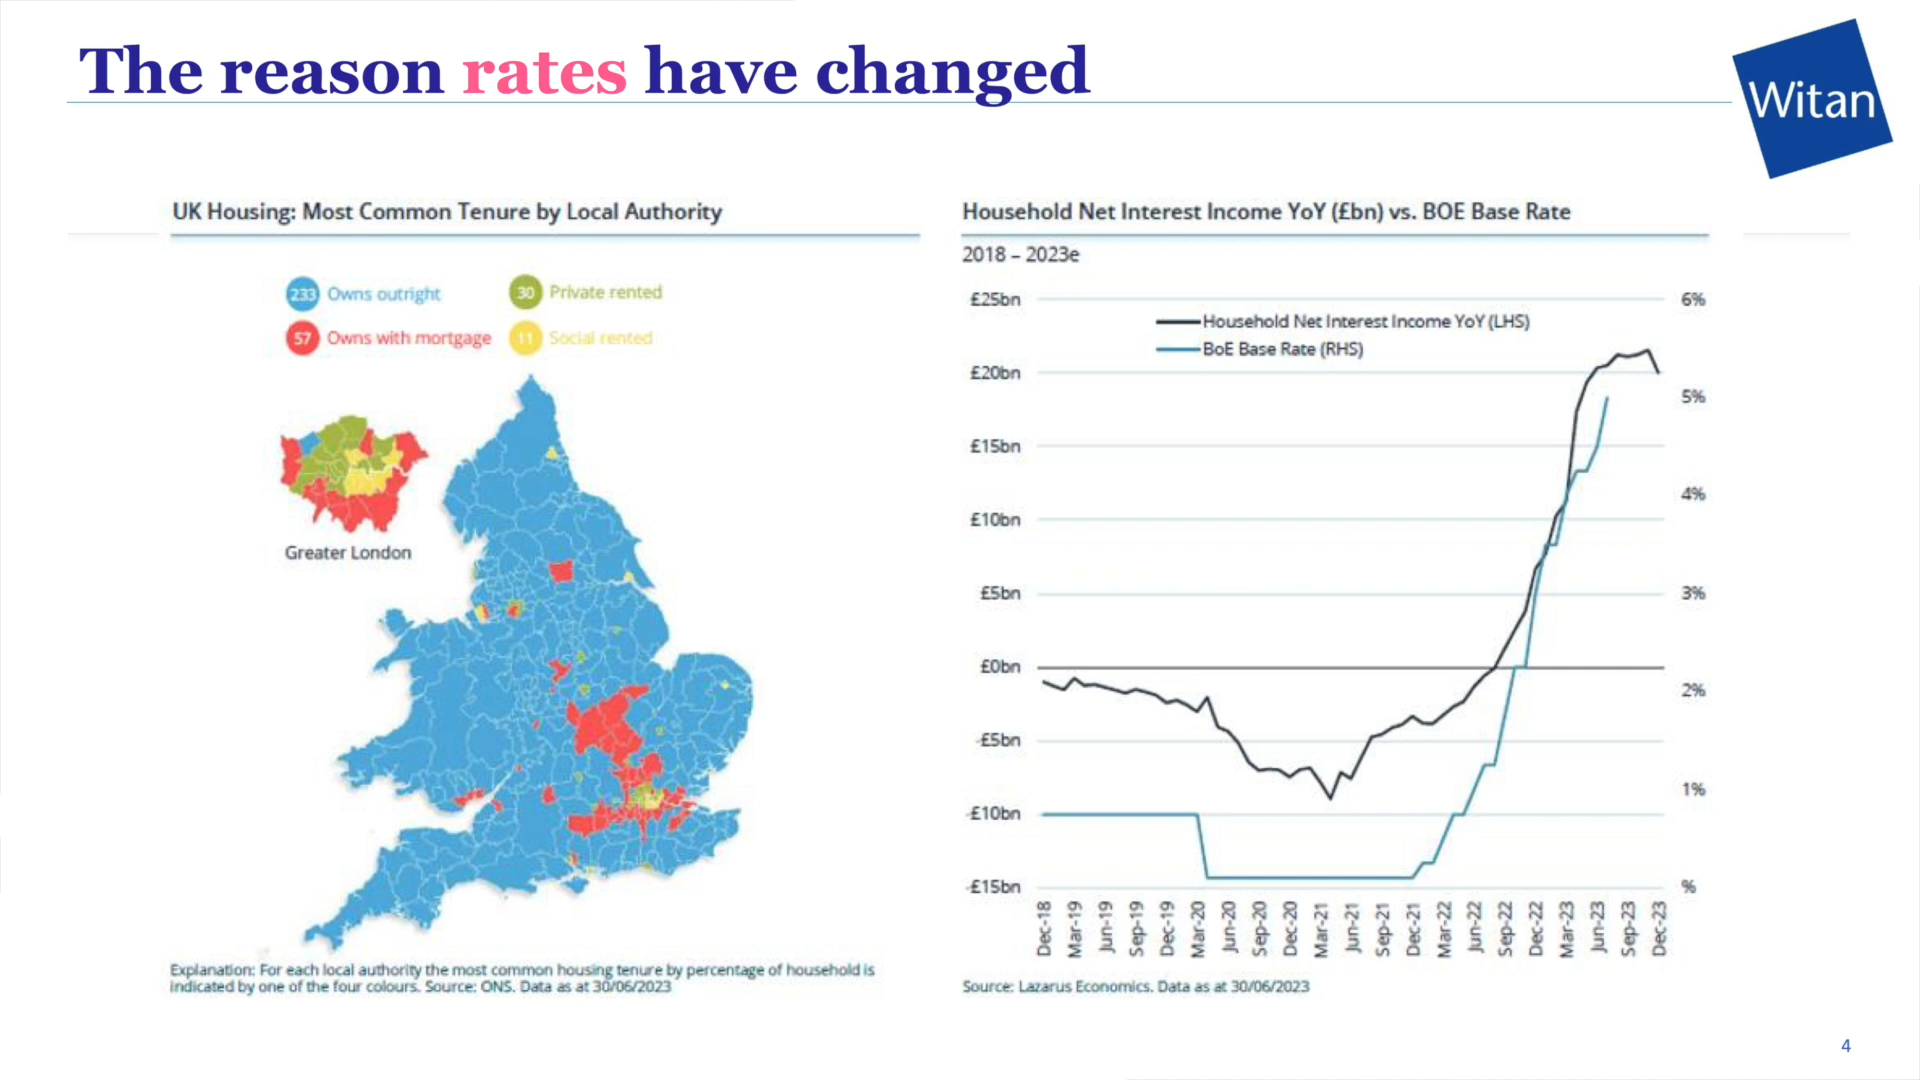 The reason rates have changed
Witan
UK Housing: Most Common Tenure by Local Authority
233 Owns outright
30 Private rented
57 Owns with mortgage
11 Social rented
Greater London
Explanation: For each local authority the most common housing tenure by percentage of household is
indicated by one of the four colours. Source: ONS. Data as at 30/06/2023
Household Net Interest Income YoY (£bn) vs. BOE Base Rate
2018 – 2023e
Household Net Interest Income YoY (LHS)
BoE Base Rate (RHS)
£25bn
£20bn
£15bn
£10bn
£5bn
£0bn
-£5bn
-£10bn
-£15bn
6%
5%
4%
3%
2%
1%
%
Dec-18
Mar-19
Jun-19
Sep-19
Dec-19
Mar-20
Jun-20
Sep-20
Dec-20
Mar-21
Jun-21
Sep-21
Dec-21
Mar-22
Jun-22
Sep-22
Dec-22
Mar-23
Jun-23
Sep-23
Dec-23
Source: Lazarus Economics. Data as at 30/06/2023
4